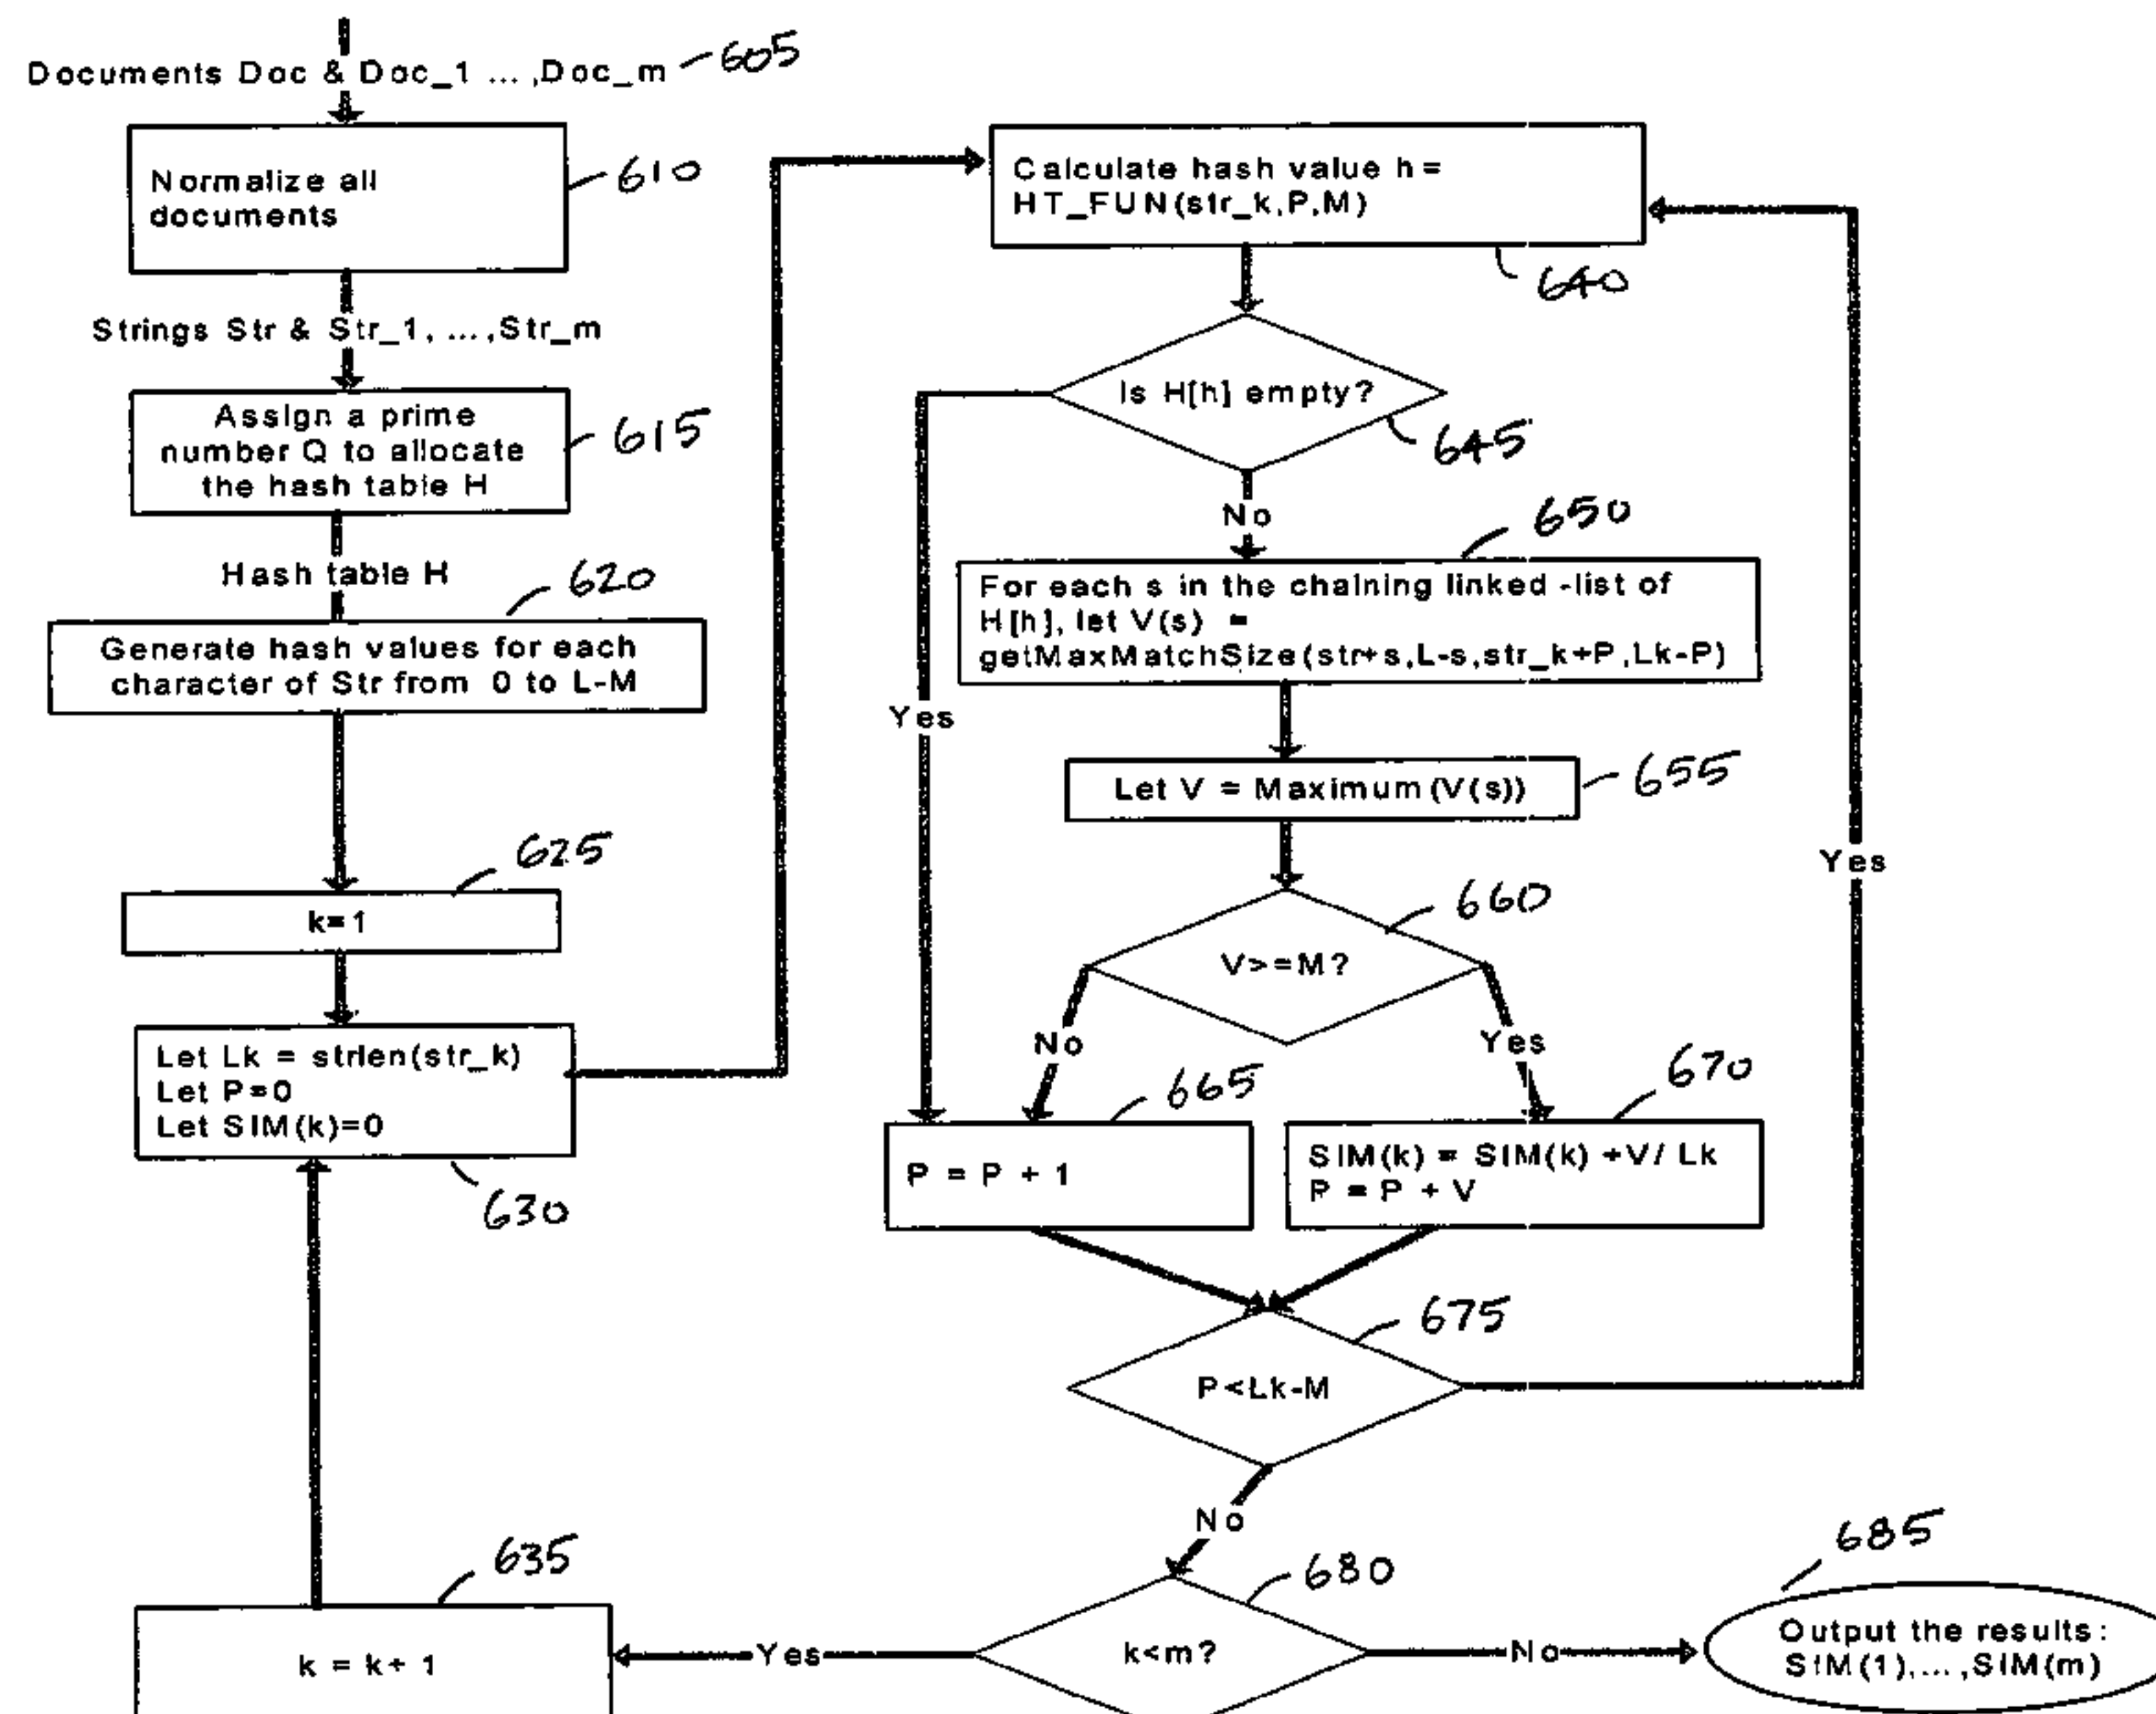 Documents Doc & Doc_1 ... ,Doc_m
605
Normalize all
documents
610
Strings Str & Str_1, ... ,Str_m
Assign a prime
number Q to allocate
the hash table H
615
Hash table H
620
Generate hash values for each
character of Str from 0 to L-M
625
k=1
Let Lk = strlen(str_k)
Let P=0
Let SIM(k)=0
630
635
k = k+ 1
Calculate hash value h =
HT_FUN(str_k,P,M)
640
Is H[h] empty?
645
No
Yes
650
For each s in the chaining linked -list of
H[h], let V(s) =
getMaxMatchSize(str+s,L-s,str_k+P,Lk-P)
Let V = Maximum(V(s))
655
660
V>=M?
No
Yes
665
P = P + 1
670
SIM(k) = SIM(k) +V/ Lk
P = P + V
675
P<Lk-M
Yes
No
680
k<m?
Yes
No
685
Output the results:
SIM(1),... ,SIM(m)